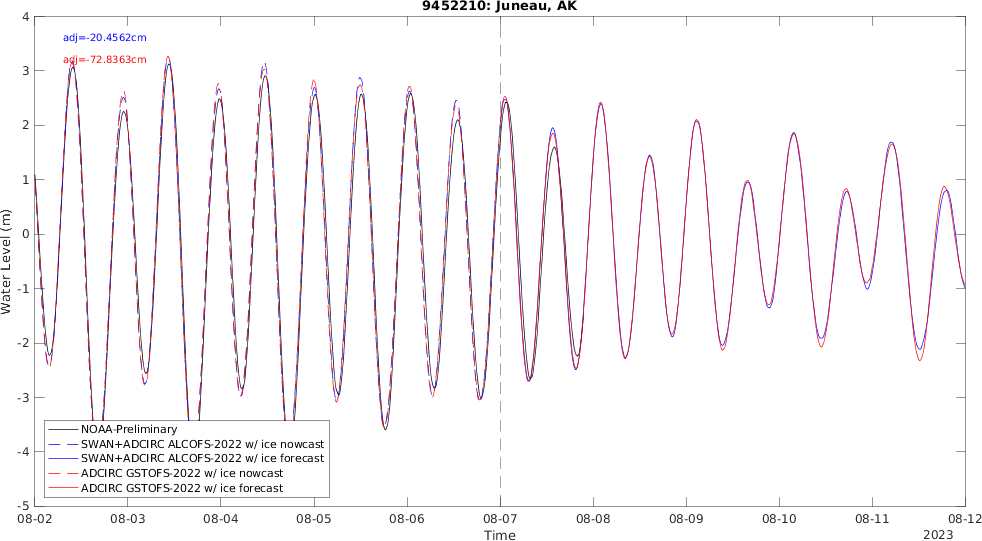 9452210: Juneau, AK
adj=-20.4562cm
adj=-72.8363cm
4
3
2
1
0
-1
-2
-3
-4
-5
Water Level (m)
NOAA-Preliminary
SWAN+ADCIRC ALCOFS-2022 w/ ice nowcast
SWAN+ADCIRC ALCOFS-2022 w/ ice forecast
ADCIRC GSTOFS-2022 w/ ice nowcast
ADCIRC GSTOFS-2022 w/ ice forecast
08-02 08-03 08-04 08-05 08-06 08-07 08-08 08-09 08-10 08-11 08-12
Time
2023